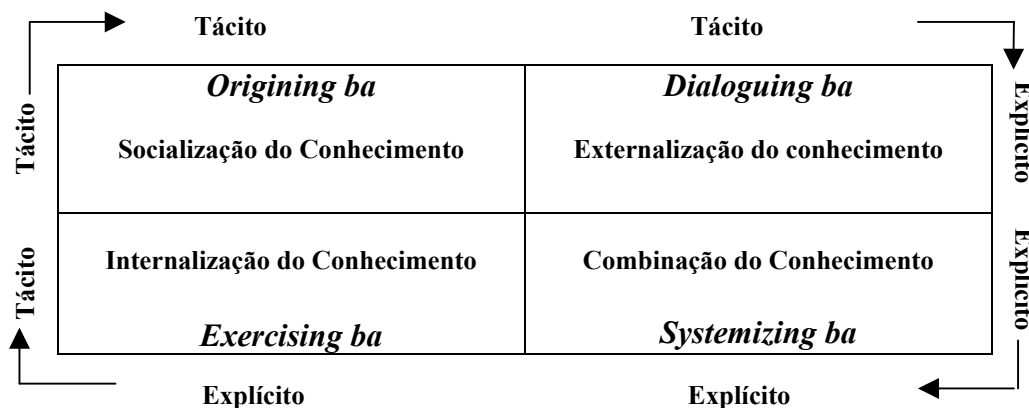 Tácito
Tácito
Origining ba
Dialoguing ba
Tácito
Socialização do Conhecimento
Externalização do conhecimento
Explícito
Tácito
Internalização do Conhecimento
Combinação do Conhecimento
Explícito
Exercising ba
Systemizing ba
Explícito
Explícito